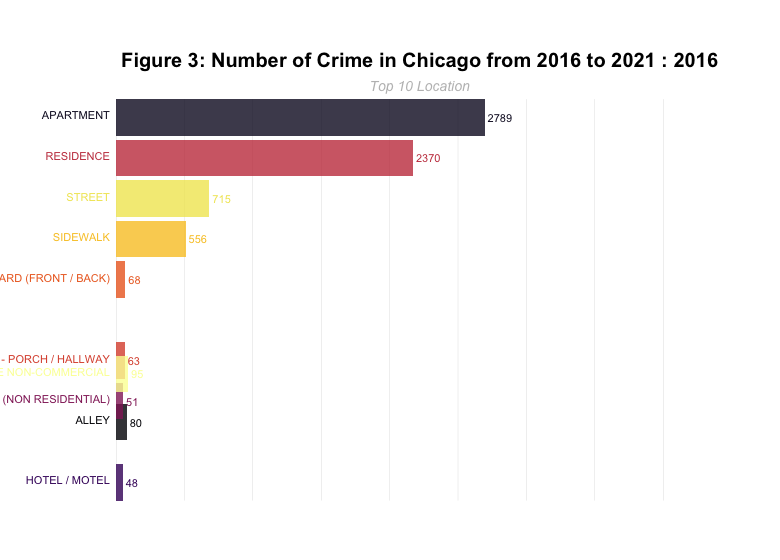 Figure 3: Number of Crime in Chicago from 2016 to 2021 : 2016
Top 10 Location
APARTMENT 2789
RESIDENCE 2370
STREET 715
SIDEWALK 556
ARD (FRONT / BACK) 68
- PORCH / HALLWAY 63
E NON-COMMERCIAL
(NON RESIDENTIAL) 51
ALLEY 80
HOTEL / MOTEL 48